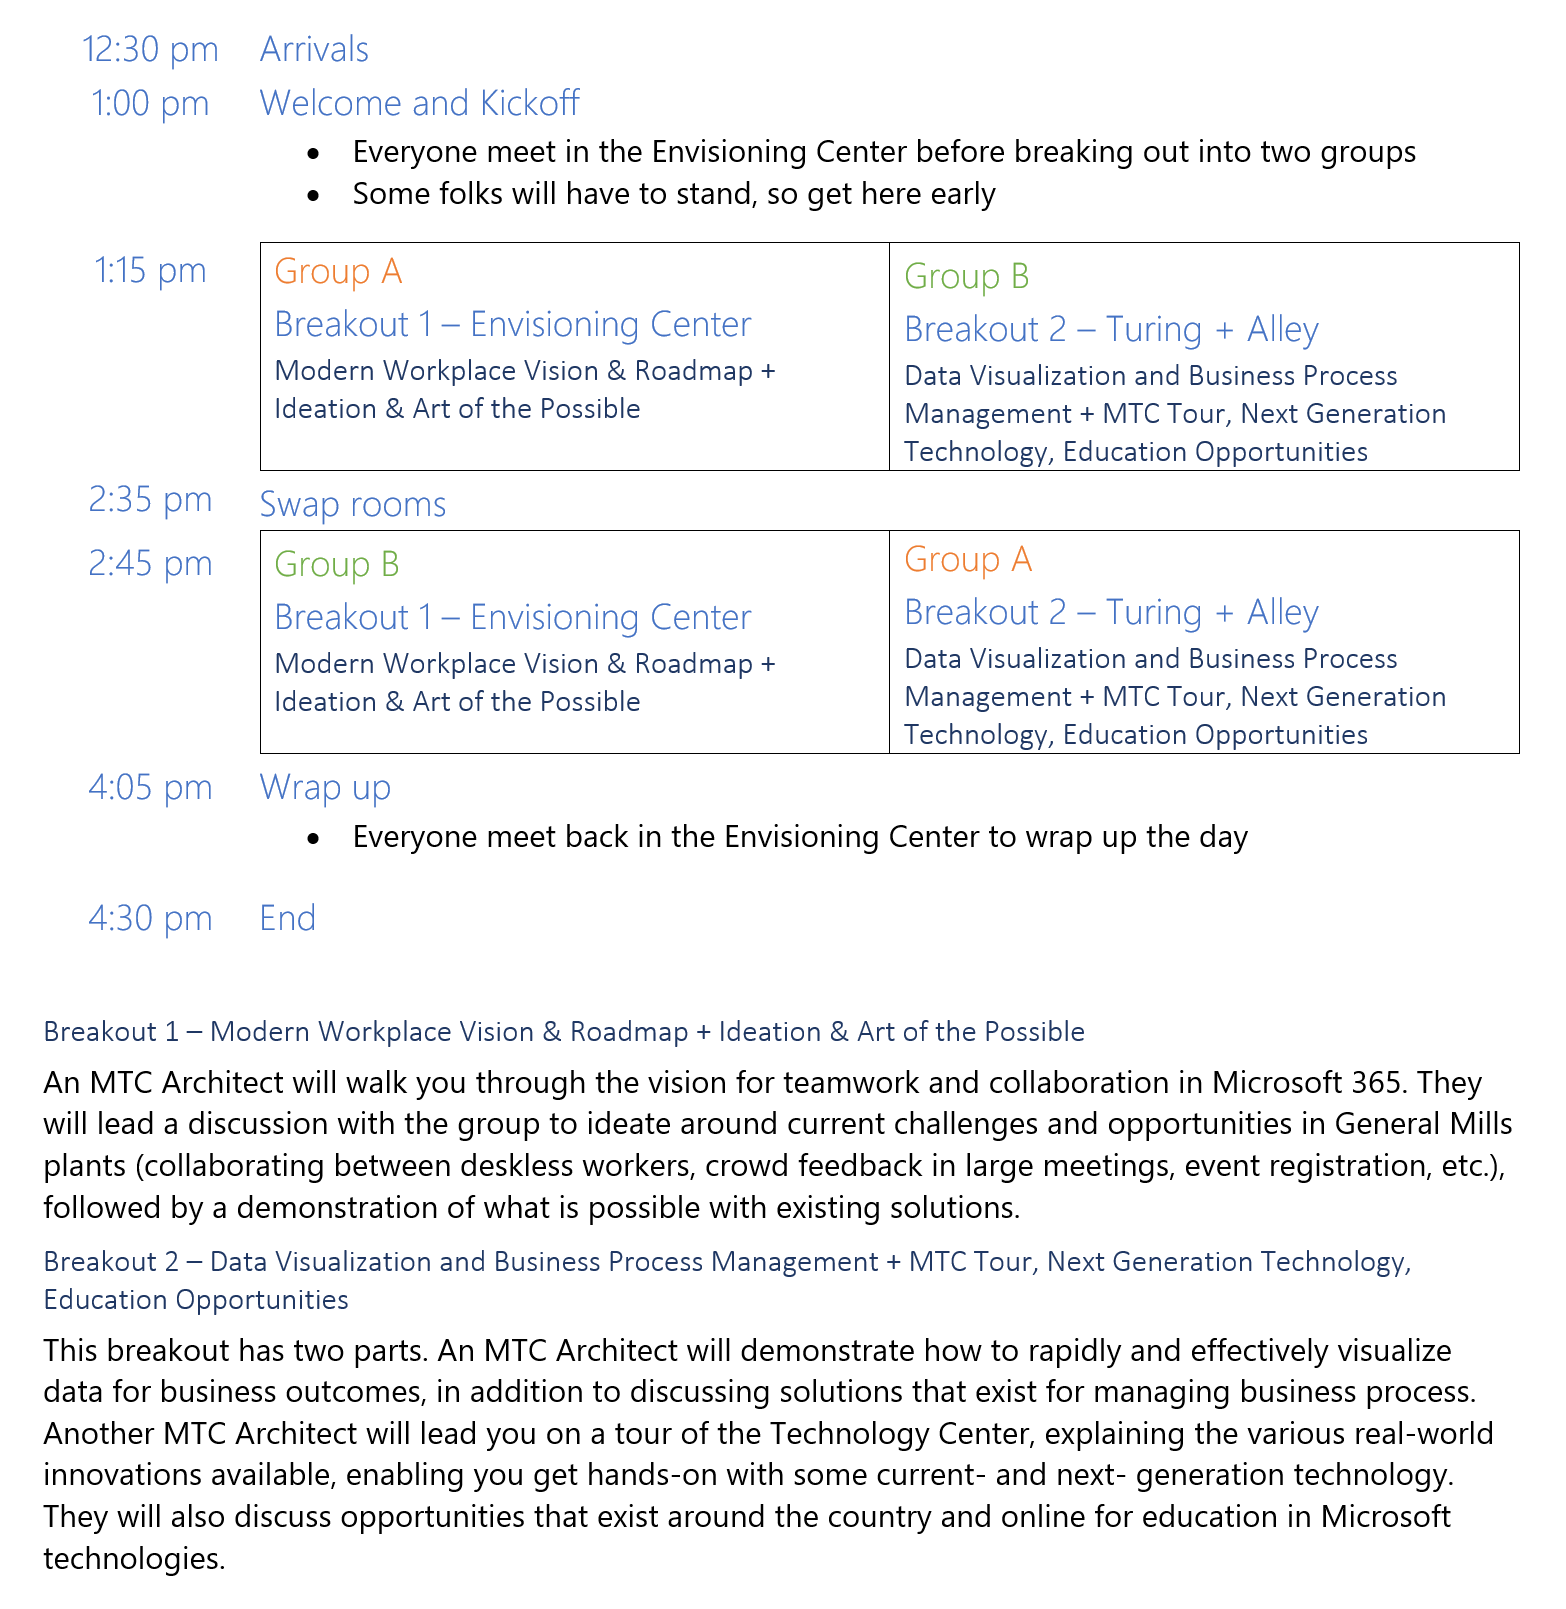 12:30 pm Arrivals
1:00 pm Welcome and Kickoff
• Everyone meet in the Envisioning Center before breaking out into two groups
• Some folks will have to stand, so get here early
1:15 pm
Group A
Breakout 1 – Envisioning Center
Modern Workplace Vision & Roadmap +
Ideation & Art of the Possible
Group B
Breakout 2 – Turing + Alley
Data Visualization and Business Process
Management + MTC Tour, Next Generation
Technology, Education Opportunities
2:35 pm Swap rooms
2:45 pm
Group B
Breakout 1 – Envisioning Center
Modern Workplace Vision & Roadmap +
Ideation & Art of the Possible
Group A
Breakout 2 – Turing + Alley
Data Visualization and Business Process
Management + MTC Tour, Next Generation
Technology, Education Opportunities
4:05 pm Wrap up
• Everyone meet back in the Envisioning Center to wrap up the day
4:30 pm End
Breakout 1 – Modern Workplace Vision & Roadmap + Ideation & Art of the Possible
An MTC Architect will walk you through the vision for teamwork and collaboration in Microsoft 365. They
will lead a discussion with the group to ideate around current challenges and opportunities in General Mills
plants (collaborating between deskless workers, crowd feedback in large meetings, event registration, etc.),
followed by a demonstration of what is possible with existing solutions.
Breakout 2 – Data Visualization and Business Process Management + MTC Tour, Next Generation Technology,
Education Opportunities
This breakout has two parts. An MTC Architect will demonstrate how to rapidly and effectively visualize
data for business outcomes, in addition to discussing solutions that exist for managing business process.
Another MTC Architect will lead you on a tour of the Technology Center, explaining the various real-world
innovations available, enabling you get hands-on with some current- and next- generation technology.
They will also discuss opportunities that exist around the country and online for education in Microsoft
technologies.